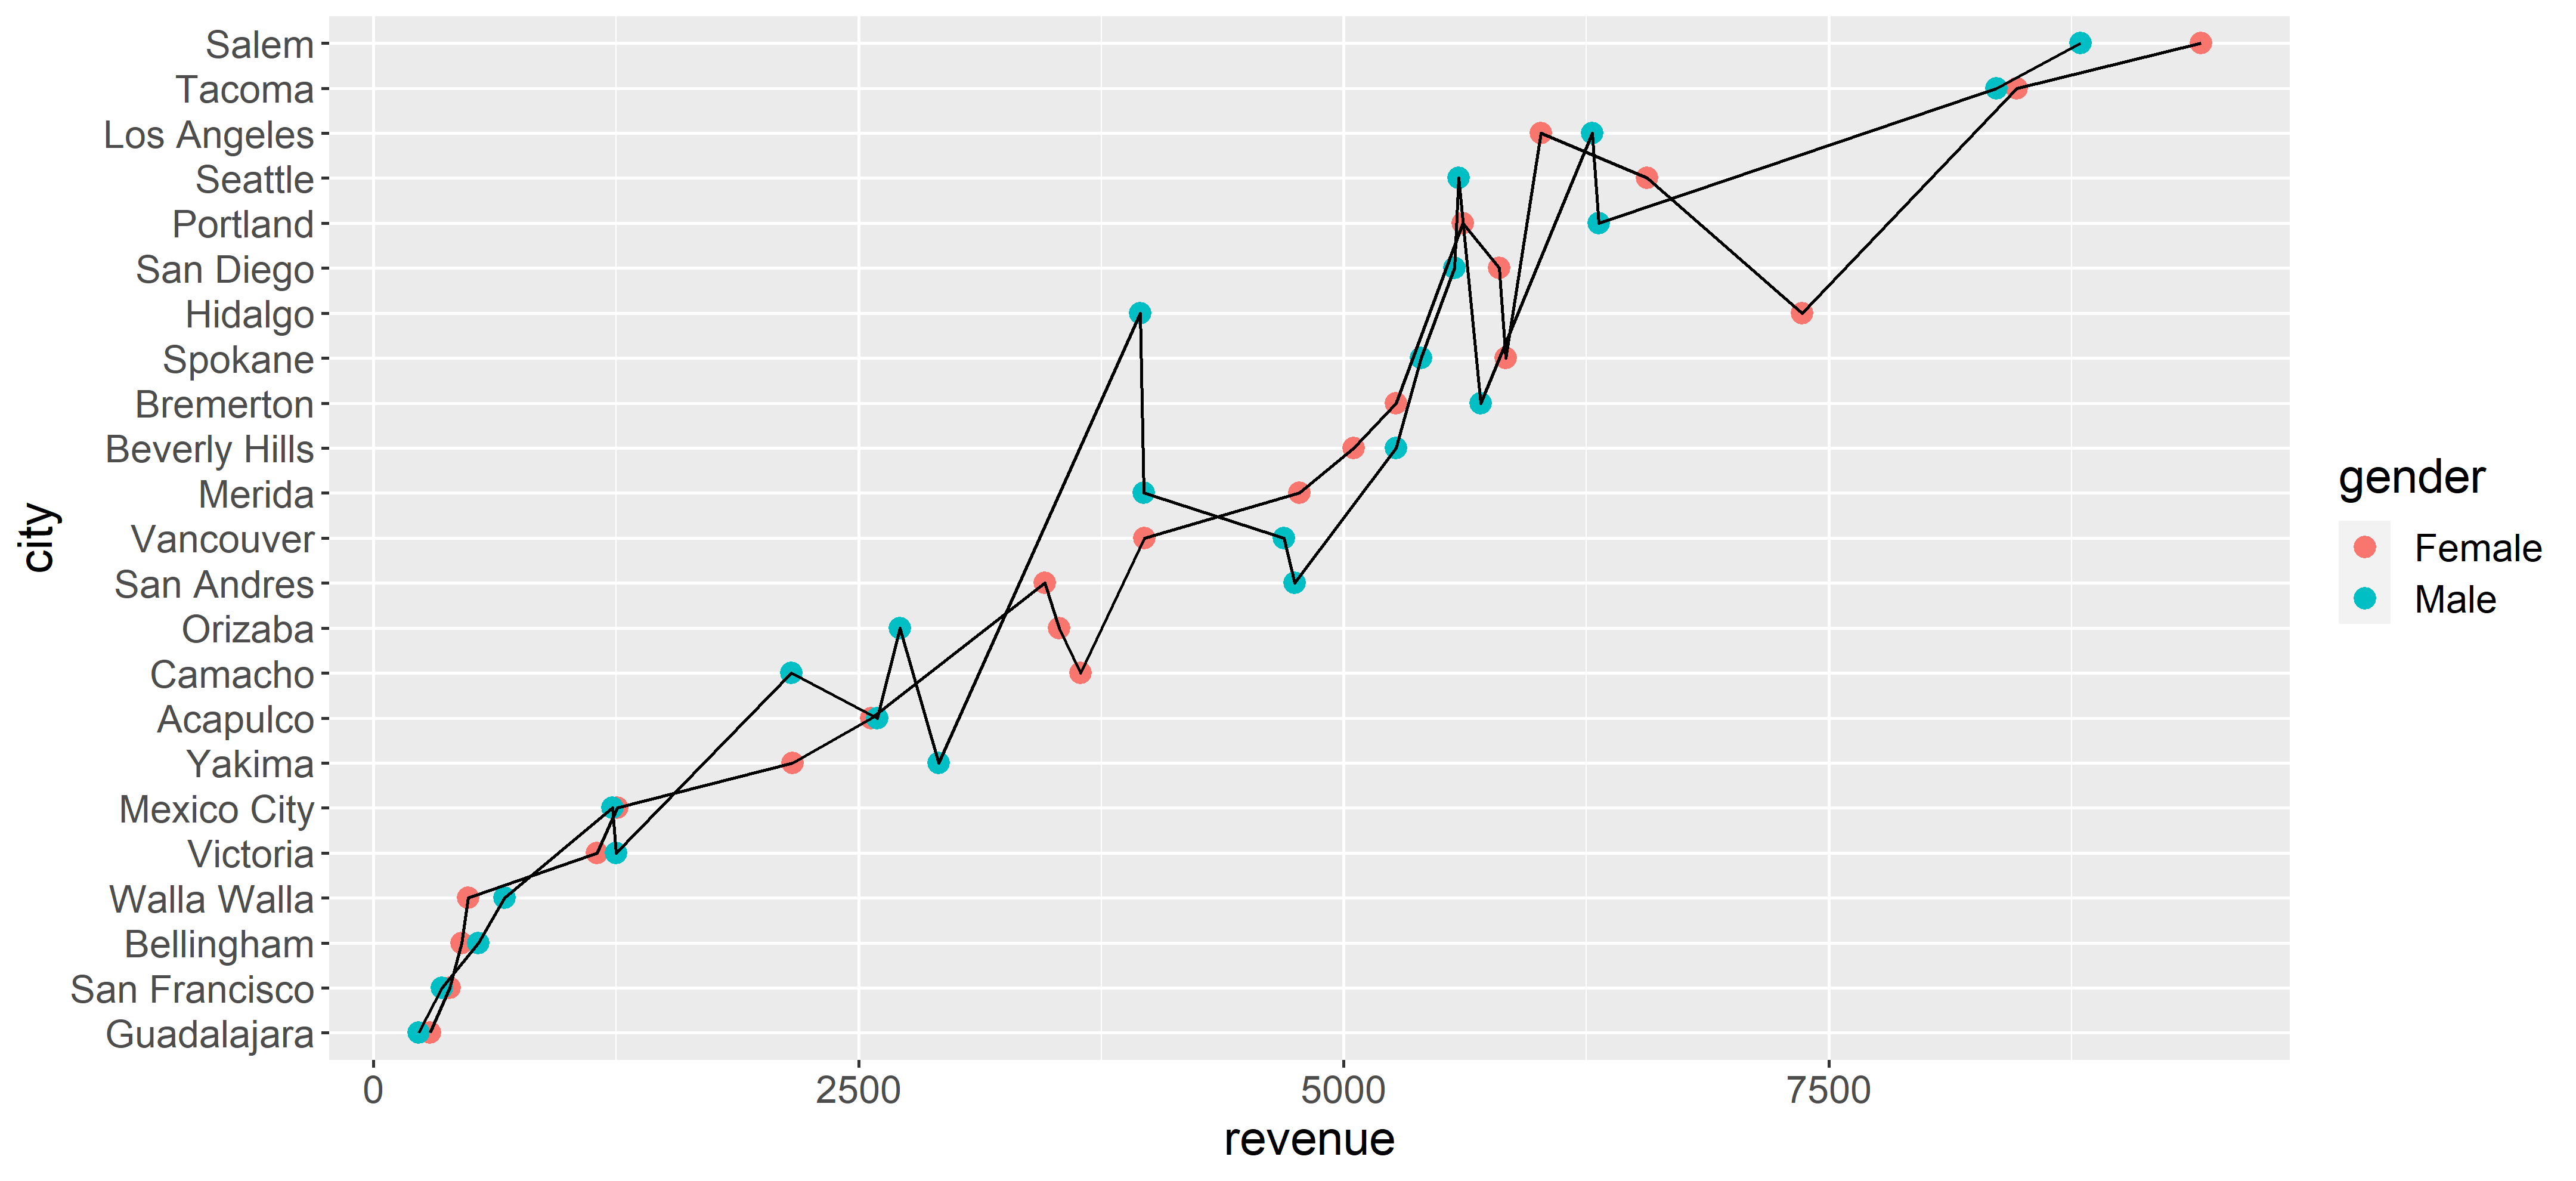 Salem
Tacoma
Los Angeles
Seattle
Portland
San Diego
Hidalgo
Spokane
Bremerton
Beverly Hills
Merida
Vancouver
San Andres
Orizaba
Camacho
Acapulco
Yakima
Mexico City
Victoria
Walla Walla
Bellingham
San Francisco
Guadalajara
city
0 2500 5000 7500
revenue
gender
Female
Male